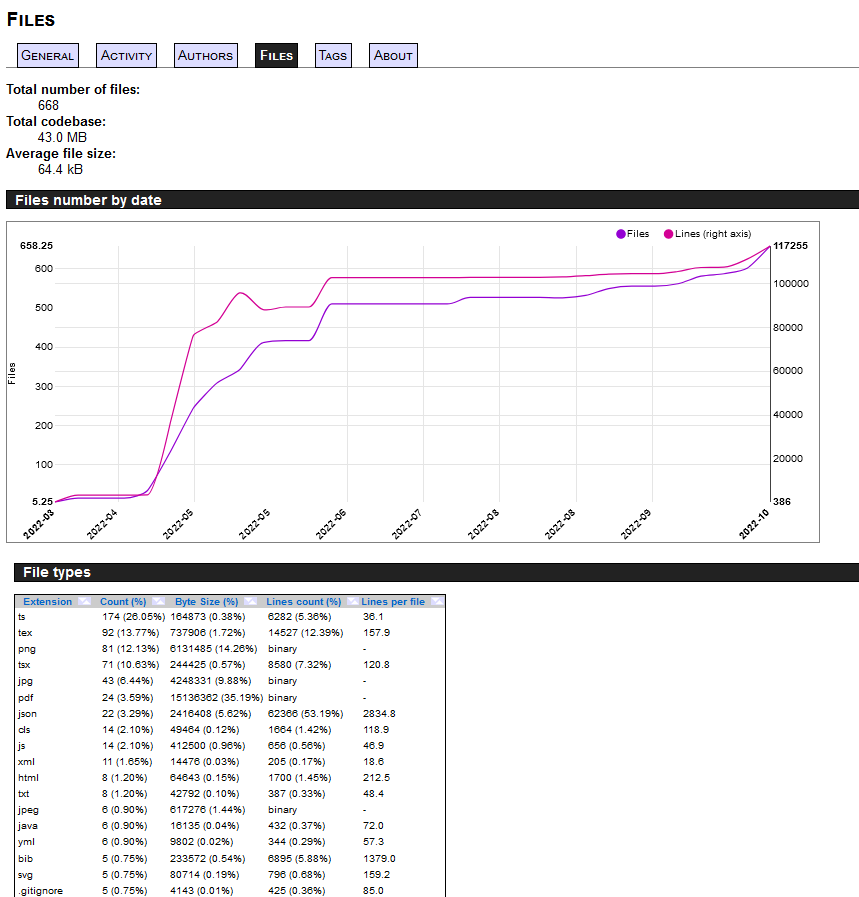 Files
General Activity Authors Files Tags About
Total number of files:
668
Total codebase:
43.0 MB
Average file size:
64.4 kB
Files number by date
Files Lines (right axis)
658.25 117255
600
100000
500
80000
400
60000
300
40000
200
20000
100
5.25 386
Files
2022-03 2022-04 2022-05 2022-05 2022-06 2022-07 2022-08 2022-08 2022-09 2022-10
File types
Extension Count (%) Byte Size (%) Lines count (%) Lines per file
ts 174 (26.05%) 164873 (0.38%) 6282 (5.36%) 36.1
tex 92 (13.77%) 737906 (1.72%) 14527 (12.39%) 157.9
png 81 (12.13%) 6131485 (14.26%) binary -
tsx 71 (10.63%) 244425 (0.57%) 8580 (7.32%) 120.8
jpg 43 (6.44%) 4248331 (9.88%) binary -
pdf 24 (3.59%) 15136362 (35.19%) binary -
json 22 (3.29%) 2416408 (5.62%) 62366 (53.19%) 2834.8
cls 14 (2.10%) 49464 (0.12%) 1664 (1.42%) 118.9
js 14 (2.10%) 412500 (0.96%) 656 (0.56%) 46.9
xml 11 (1.65%) 14476 (0.03%) 205 (0.17%) 18.6
html 8 (1.20%) 64643 (0.15%) 1700 (1.45%) 212.5
txt 8 (1.20%) 42792 (0.10%) 387 (0.33%) 48.4
jpeg 6 (0.90%) 617276 (1.44%) binary -
java 6 (0.90%) 16135 (0.04%) 432 (0.37%) 72.0
yml 6 (0.90%) 9802 (0.02%) 344 (0.29%) 57.3
bib 5 (0.75%) 233572 (0.54%) 6895 (5.88%) 1379.0
svg 5 (0.75%) 80714 (0.19%) 796 (0.68%) 159.2
.gitignore 5 (0.75%) 4143 (0.01%) 425 (0.36%) 85.0